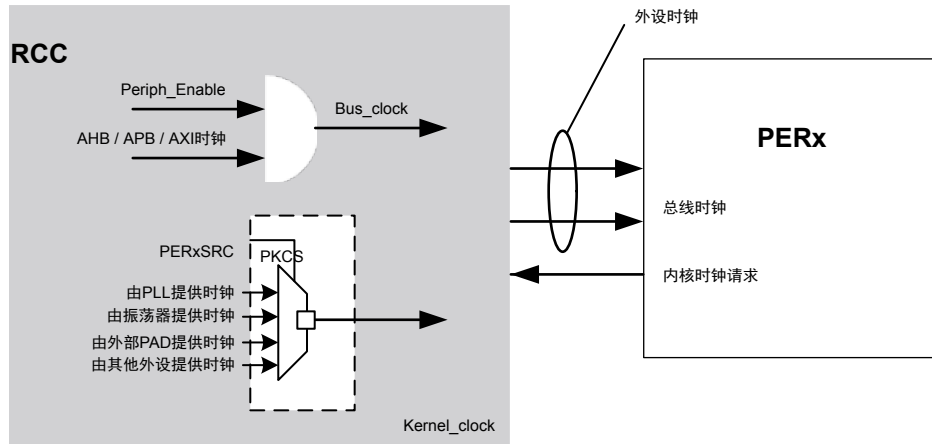 外设时钟
RCC
Periph_Enable
Bus_clock
AHB / APB / AXI时钟
PERx
总线时钟
PERxSRC
PKCS
内核时钟请求
由PLL提供时钟
由振荡器提供时钟
由外部PAD提供时钟
由其他外设提供时钟
Kernel_clock